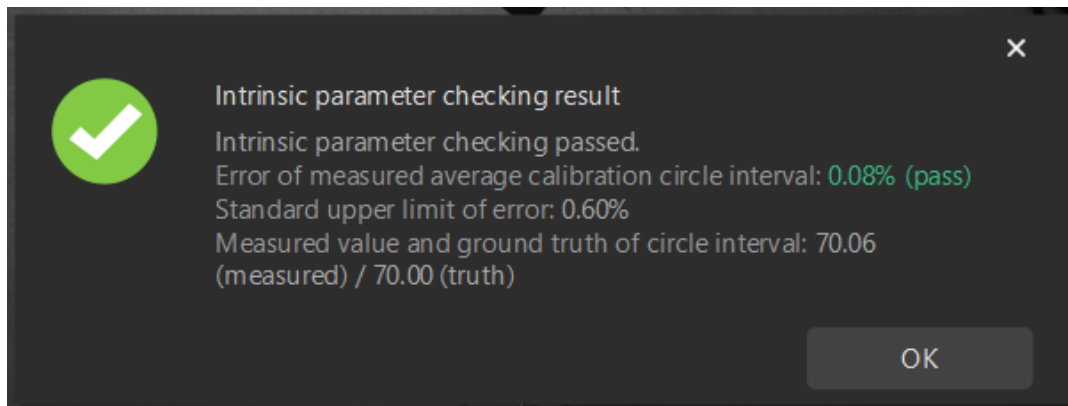 Intrinsic parameter checking result
Intrinsic parameter checking passed.
Error of measured average calibration circle interval: 0.08% (pass)
Standard upper limit of error: 0.60%
Measured value and ground truth of circle interval: 70.06
(measured) / 70.00 (truth)
OK